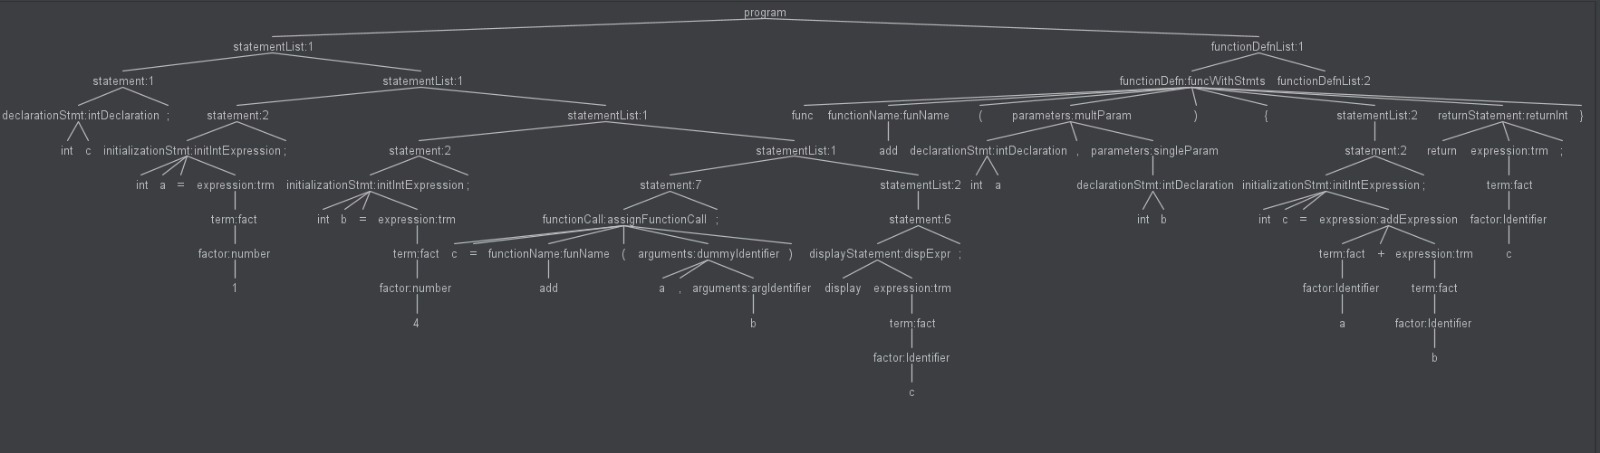 program
statementList:1 functionDefnList:1
statement:1 statementList:1 functionDefn:funcWithStmts functionDefnList:2
declarationStmt:intDeclaration ; statement:2 statementList:1 func functionName:funName ( parameters:multParam ) { statementList:2 returnStatement:returnInt }
int c initializationStmt:initIntExpression ; statement:2 statementList:1 add declarationStmt:intDeclaration , parameters:singleParam statement:2 return expression:trm ;
int a = expression:trm initializationStmt:initIntExpression ; statement:7 statementList:2 int a declarationStmt:intDeclaration initializationStmt:initIntExpression ; term:fact
term:fact int b = expression:trm functionCall:assignFunctionCall ; statement:6 int b int c = expression:addExpression factor:Identifier
factor:number term:fact c = functionName:funName ( arguments:dummyIdentifier ) displayStatement:dispExpr ; term:fact + expression:trm c
1 factor:number add a , arguments:argIdentifier display expression:trm factor:Identifier term:fact
4 b term:fact a factor:Identifier
factor:Identifier b
c